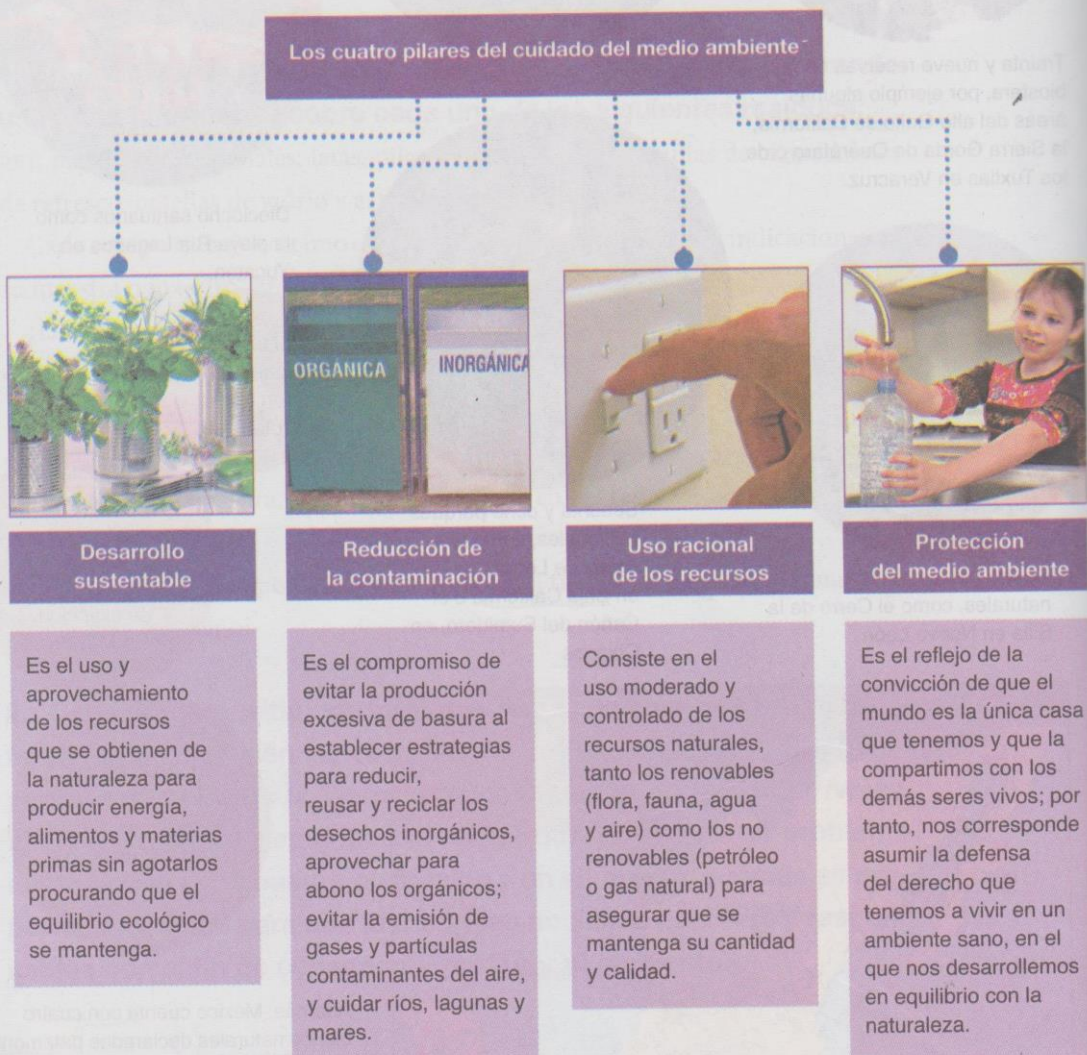 Los cuatro pilares del cuidado del medio ambiente
ORGÁNICA
INORGÁNICA
Desarrollo
sustentable
Es el uso y
aprovechamiento
de los recursos
que se obtienen de
la naturaleza para
producir energía,
alimentos y materias
primas sin agotarlos
procurando que el
equilibrio ecológico
se mantenga.
Reducción de
la contaminación
Es el compromiso de
evitar la producción
excesiva de basura al
establecer estrategias
para reducir,
reusar y reciclar los
desechos inorgánicos,
aprovechar para
abono los orgánicos;
evitar la emisión de
gases y partículas
contaminantes del aire,
y cuidar ríos, lagunas y
mares.
Uso racional
de los recursos
Consiste en el
uso moderado y
controlado de los
recursos naturales,
tanto los renovables
(flora, fauna, agua
y aire) como los no
renovables (petróleo
o gas natural) para
asegurar que se
mantenga su cantidad
y calidad.
Protección
del medio ambiente
Es el reflejo de la
convicción de que el
mundo es la única casa
que tenemos y que la
compartimos con los
demás seres vivos; por
tanto, nos corresponde
asumir la defensa
del derecho que
tenemos a vivir en un
ambiente sano, en el
que nos desarrollemos
en equilibrio con la
naturaleza.